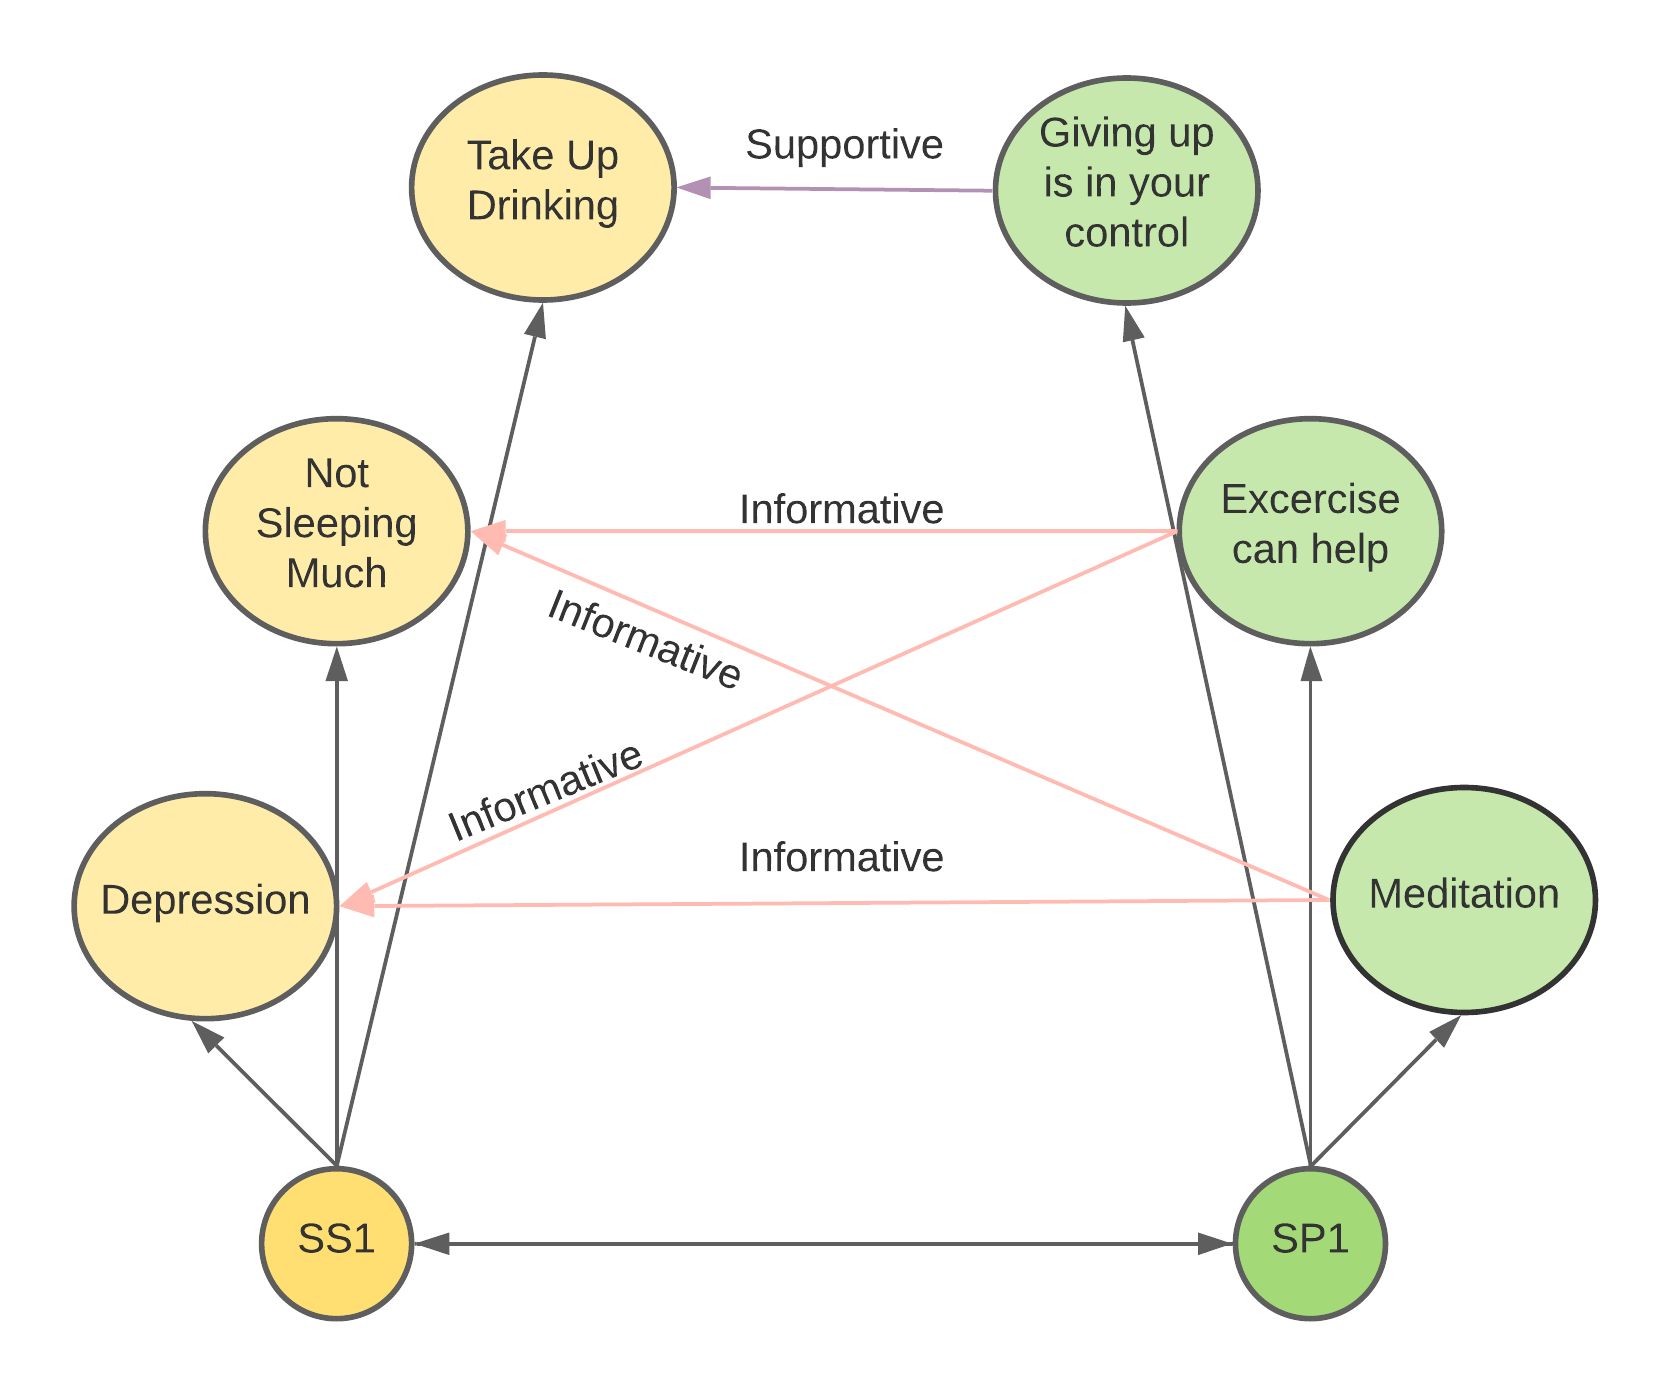 Take Up
Drinking
Supportive
Giving up
is in your
control
Not
Sleeping
Much
Informative
Excercise
can help
Informative
Informative
Depression
Informative
Meditation
SS1
SP1